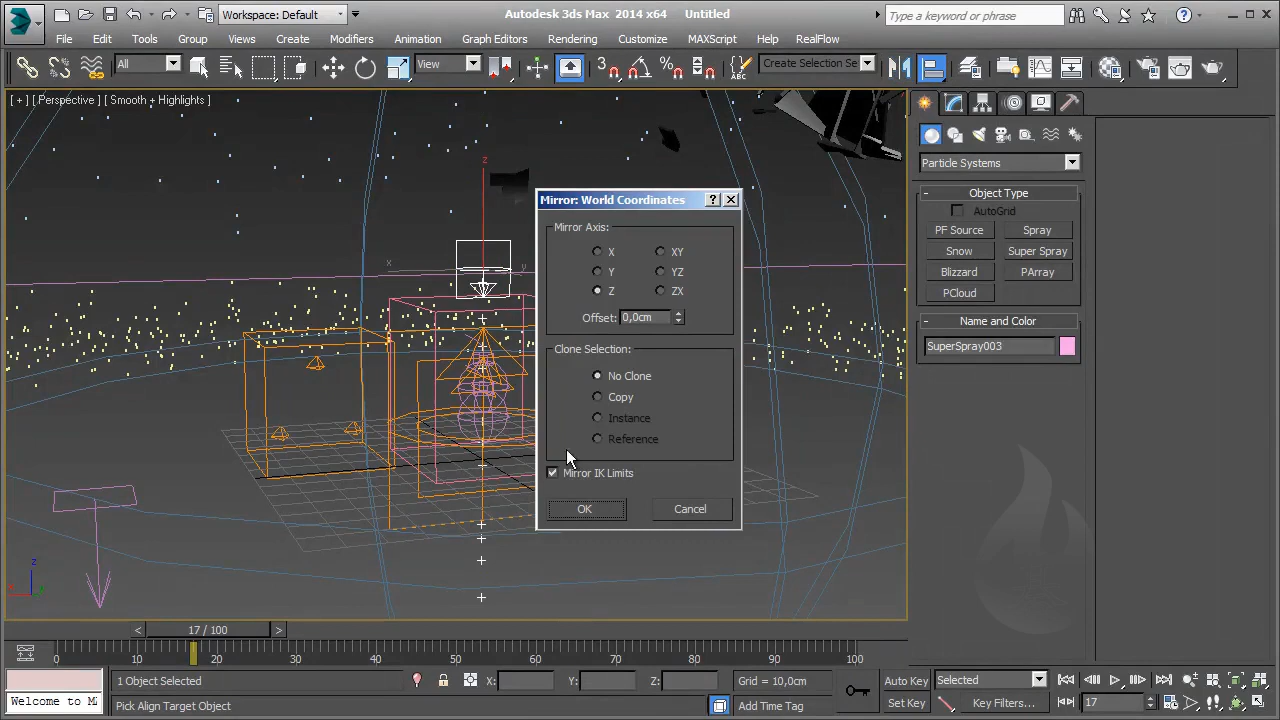 Workspace: Default
Autodesk 3ds Max 2014 x64 Untitled
Type a keyword or phrase
File Edit Tools Group Views Create Modifiers Animation Graph Editors Rendering Customize MAXScript Help RealFlow
All
View
3
Create Selection Se
[ + ] [ Perspective ] [ Smooth + Highlights ]
Particle Systems
- Object Type
AutoGrid
PF Source Spray
Snow Super Spray
Blizzard PArray
PCloud
- Name and Color
SuperSpray003
z
x
y
Mirror: World Coordinates
Mirror Axis:
X XY
Y YZ
Z ZX
Offset: 0,0cm
Clone Selection:
No Clone
Copy
Instance
Reference
Mirror IK Limits
OK Cancel
z
< 17 / 100 >
0 10 20 30 40 50 60 70 80 90 100
1 Object Selected X: Y: Z: Grid = 10,0cm Auto Key Selected
Welcome to M Pick Align Target Object Add Time Tag Set Key Key Filters... 17